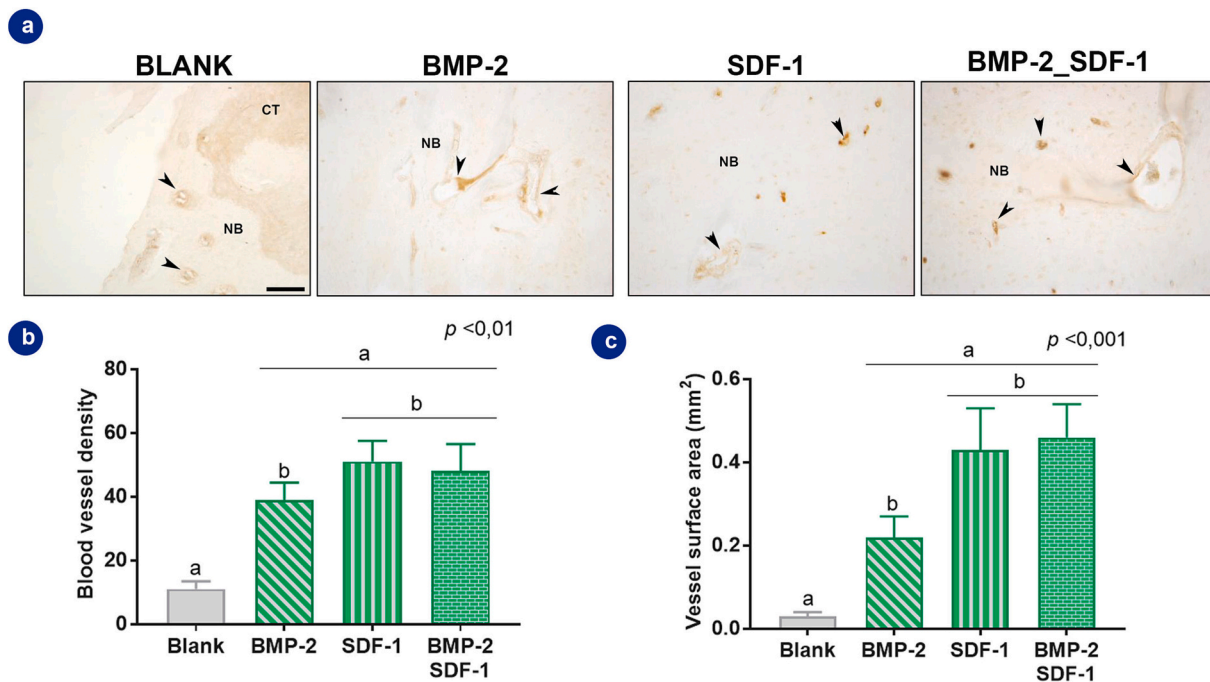 a
BLANK
BMP-2
SDF-1
BMP-2_SDF-1
CT
NB
NB
NB
NB
b
p <0,01
a
b
b
a
Blood vessel density
80
60
40
20
0
Blank
BMP-2
SDF-1
BMP-2
SDF-1
c
p <0,001
a
b
b
a
Vessel surface area (mm²)
0.6
0.4
0.2
0.0
Blank
BMP-2
SDF-1
BMP-2
SDF-1